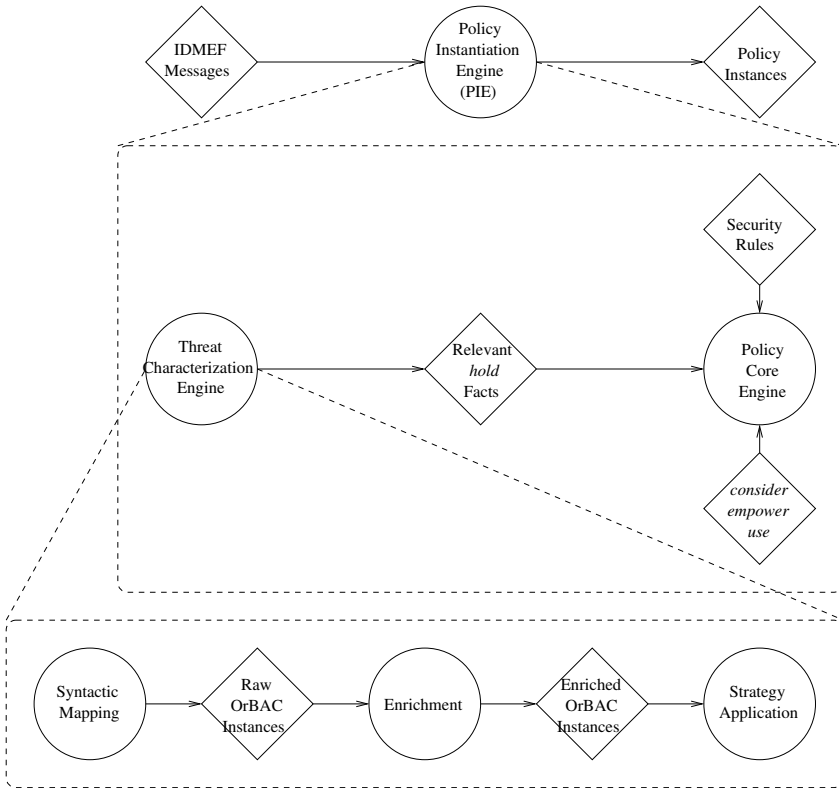 IDMEF
Messages
Policy
Instantiation
Engine
(PIE)
Policy
Instances
Security
Rules
Threat
Characterization
Engine
Relevant
hold
Facts
Policy
Core
Engine
consider
empower
use
Syntactic
Mapping
Raw
OrBAC
Instances
Enrichment
Enriched
OrBAC
Instances
Strategy
Application